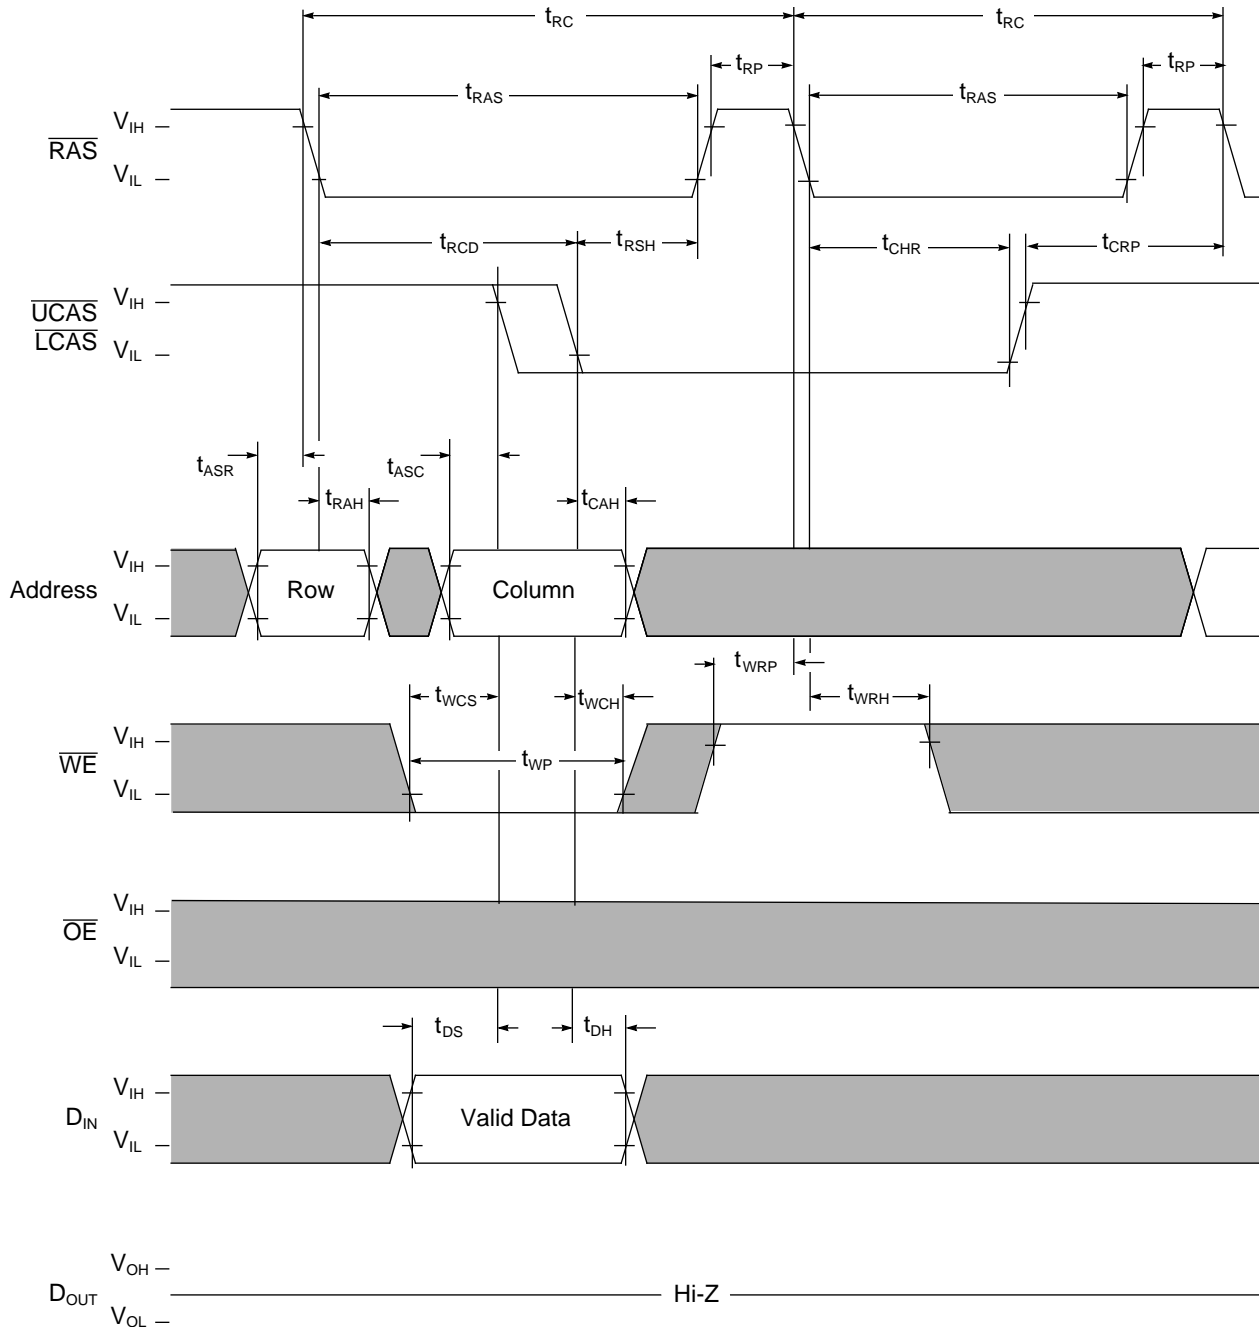 tRC tRC
tRP tRP
tRAS tRAS
RAS VIH
VIL
tRCD tRSH tCHR tCRP
UCAS VIH
LCAS VIL
tASR tASC
tRAH tCAH
Address VIH
VIL
Row Column
tWRP
tWCS tWCH tWRH
WE VIH
VIL
tWP
OE VIH
VIL
tDS tDH
DIN VIH
VIL
Valid Data
DOUT VOH
VOL
Hi-Z